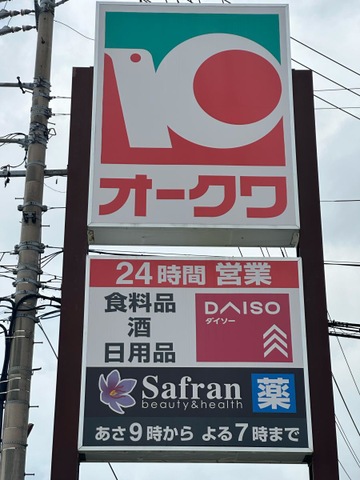 オークワ
24時間 営業
食料品
酒
日用品
DAISO
ダイソー
Safran
beauty&health
薬
あさ9時から よる7時まで